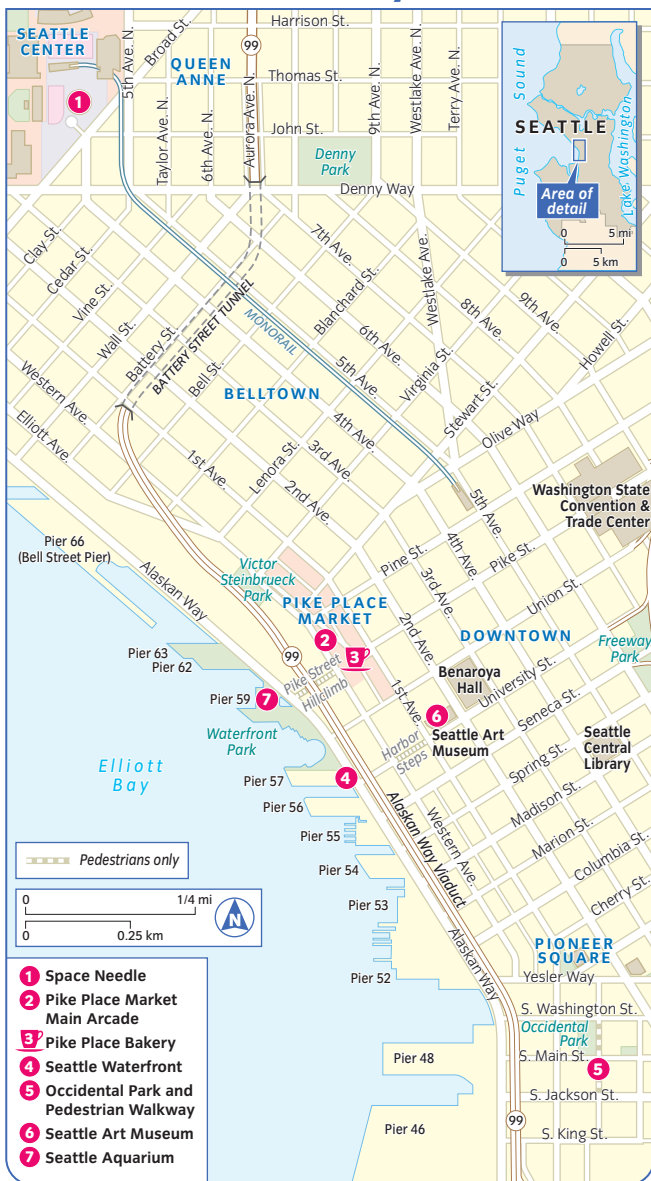 Harrison St.
SEATTLE
CENTER
Broad St.
5th Ave. N.
QUEEN
ANNE
99
Thomas St.
Aurora Ave. N.
9th Ave. N.
Westlake Ave. N.
Terry Ave. N.
1
Taylor Ave. N.
6th Ave. N.
John St.
Denny
Park
Denny Way
Puget Sound
SEATTLE
Lake Washington
Area of
detail
0 5 mi
0 5 km
Clay St.
Cedar St.
Vine St.
Wall St.
Battery St.
BATTERY STREET TUNNEL
Bell St.
MONORAIL
7th Ave.
Blanchard St.
6th Ave.
5th Ave.
Westlake Ave.
8th Ave.
9th Ave.
Virginia St.
Stewart St.
Howell St.
Olive Way
Western Ave.
Elliott Ave.
BELLTOWN
4th Ave.
3rd Ave.
Lenora St.
2nd Ave.
1st Ave.
5th Ave.
4th Ave.
3rd Ave.
2nd Ave.
1st Ave.
Washington State
Convention &
Trade Center
Pine St.
Pike St.
Union St.
Pier 66
(Bell Street Pier)
Alaskan Way
Victor
Steinbrueck
Park
PIKE PLACE
MARKET
2
3
99
Pike Street
Hillclimb
DOWNTOWN
Freeway
Park
Benaroya
Hall
University St.
Seneca St.
6
Seattle Art
Museum
Harbor
Steps
Seattle
Central
Library
Spring St.
Madison St.
Marion St.
Columbia St.
Cherry St.
Pier 63
Pier 62
Pier 59
7
Waterfront
Park
Elliott
Bay
Pier 57
4
Pier 56
Pier 55
Pier 54
Pier 53
Pier 52
Western Ave.
Alaskan Way Viaduct
Alaskan Way
Pedestrians only
0 1/4 mi
0 0.25 km
N
PIONEER
SQUARE
Yesler Way
S. Washington St.
Occidental
Park
S. Main St.
5
S. Jackson St.
99
S. King St.
Pier 48
Pier 46
1 Space Needle
2 Pike Place Market
Main Arcade
3 Pike Place Bakery
4 Seattle Waterfront
5 Occidental Park and
Pedestrian Walkway
6 Seattle Art Museum
7 Seattle Aquarium